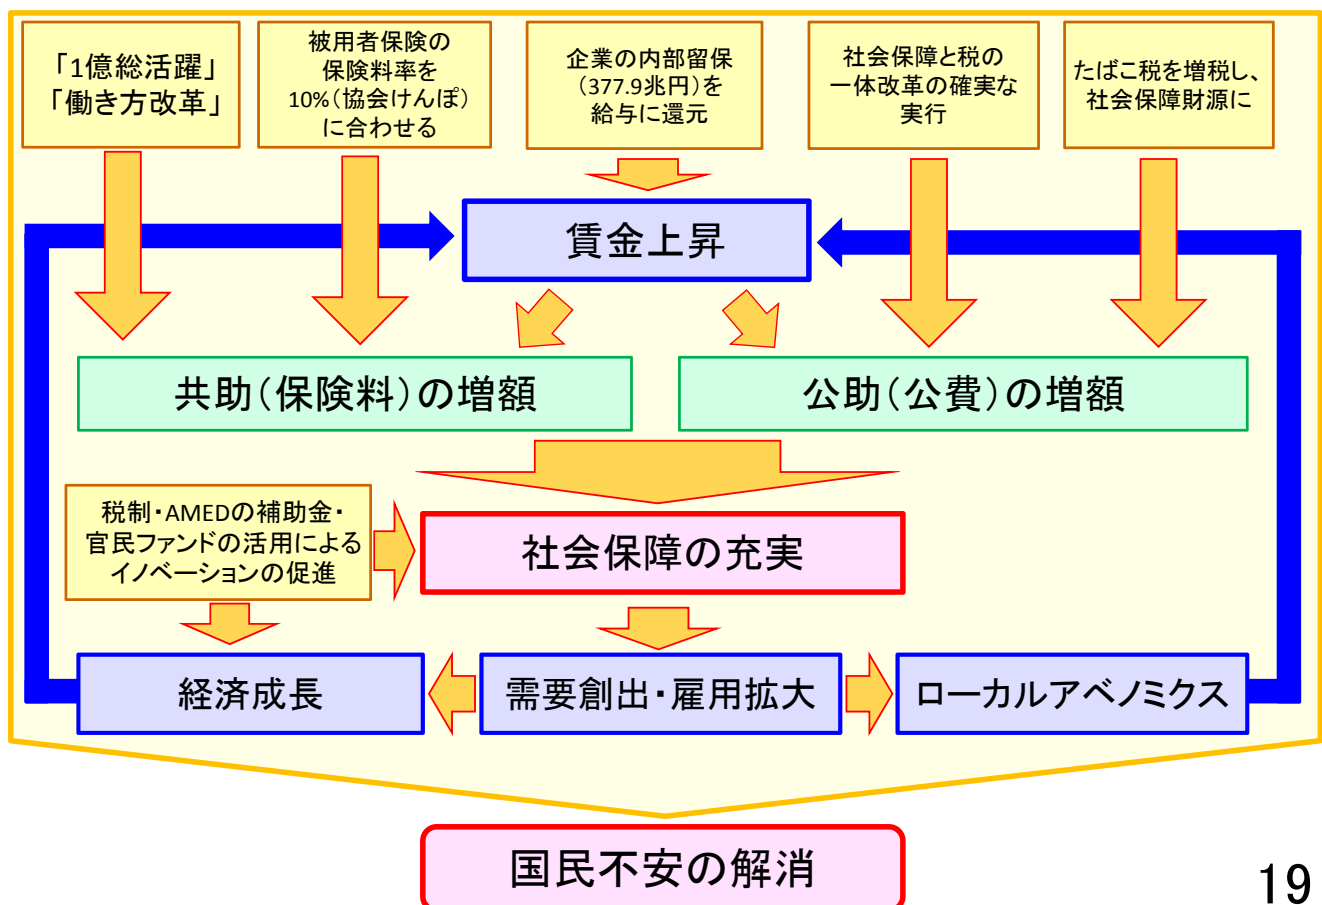 「1億総活躍」
「働き方改革」
被用者保険の
保険料率を
10%(協会けんぽ)
に合わせる
企業の内部留保
(377.9兆円)を
給与に還元
社会保障と税の
一体改革の確実な
実行
たばこ税を増税し、
社会保障財源に
賃金上昇
共助(保険料)の増額
公助(公費)の増額
税制・AMEDの補助金・
官民ファンドの活用による
イノベーションの促進
社会保障の充実
経済成長
需要創出・雇用拡大
ローカルアベノミクス
国民不安の解消
19